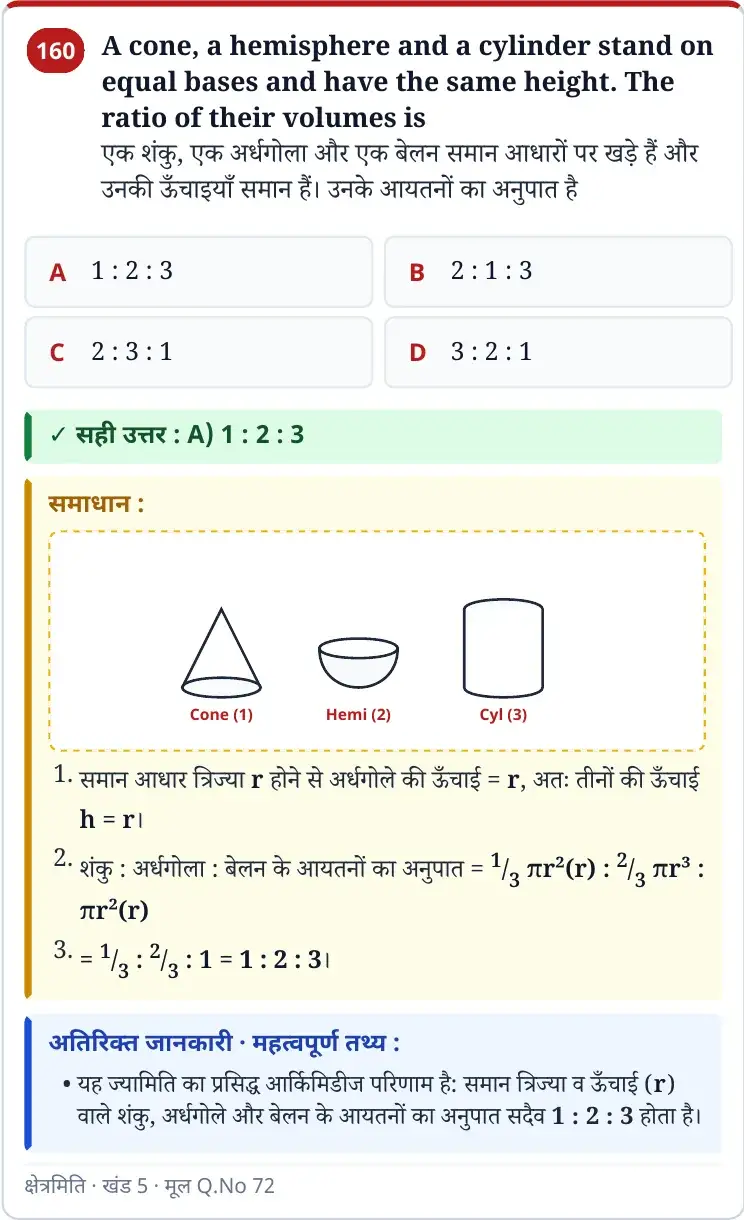 160 A cone, a hemisphere and a cylinder stand on
equal bases and have the same height. The
ratio of their volumes is
एक शंकु, एक अर्धगोला और एक बेलन समान आधारों पर खड़े हैं और
उनकी ऊँचाइयाँ समान हैं। उनके आयतनों का अनुपात है
A 1 : 2 : 3
B 2 : 1 : 3
C 2 : 3 : 1
D 3 : 2 : 1
✓ सही उत्तर : A) 1 : 2 : 3
समाधान :
Cone (1) Hemi (2) Cyl (3)
1. समान आधार त्रिज्या r होने से अर्धगोले की ऊँचाई = r, अतः तीनों की ऊँचाई
h = r।
2. शंकु : अर्धगोला : बेलन के आयतनों का अनुपात = ¹/₃ πr²(r) : ²/₃ πr³ :
πr²(r)
3. = ¹/₃ : ²/₃ : 1 = 1 : 2 : 3।
अतिरिक्त जानकारी · महत्वपूर्ण तथ्य :
• यह ज्यामिति का प्रसिद्ध आर्किमिडीज परिणाम है: समान त्रिज्या व ऊँचाई (r)
वाले शंकु, अर्धगोले और बेलन के आयतनों का अनुपात सदैव 1 : 2 : 3 होता है।
क्षेत्रमिति · खंड 5 · मूल Q.No 72